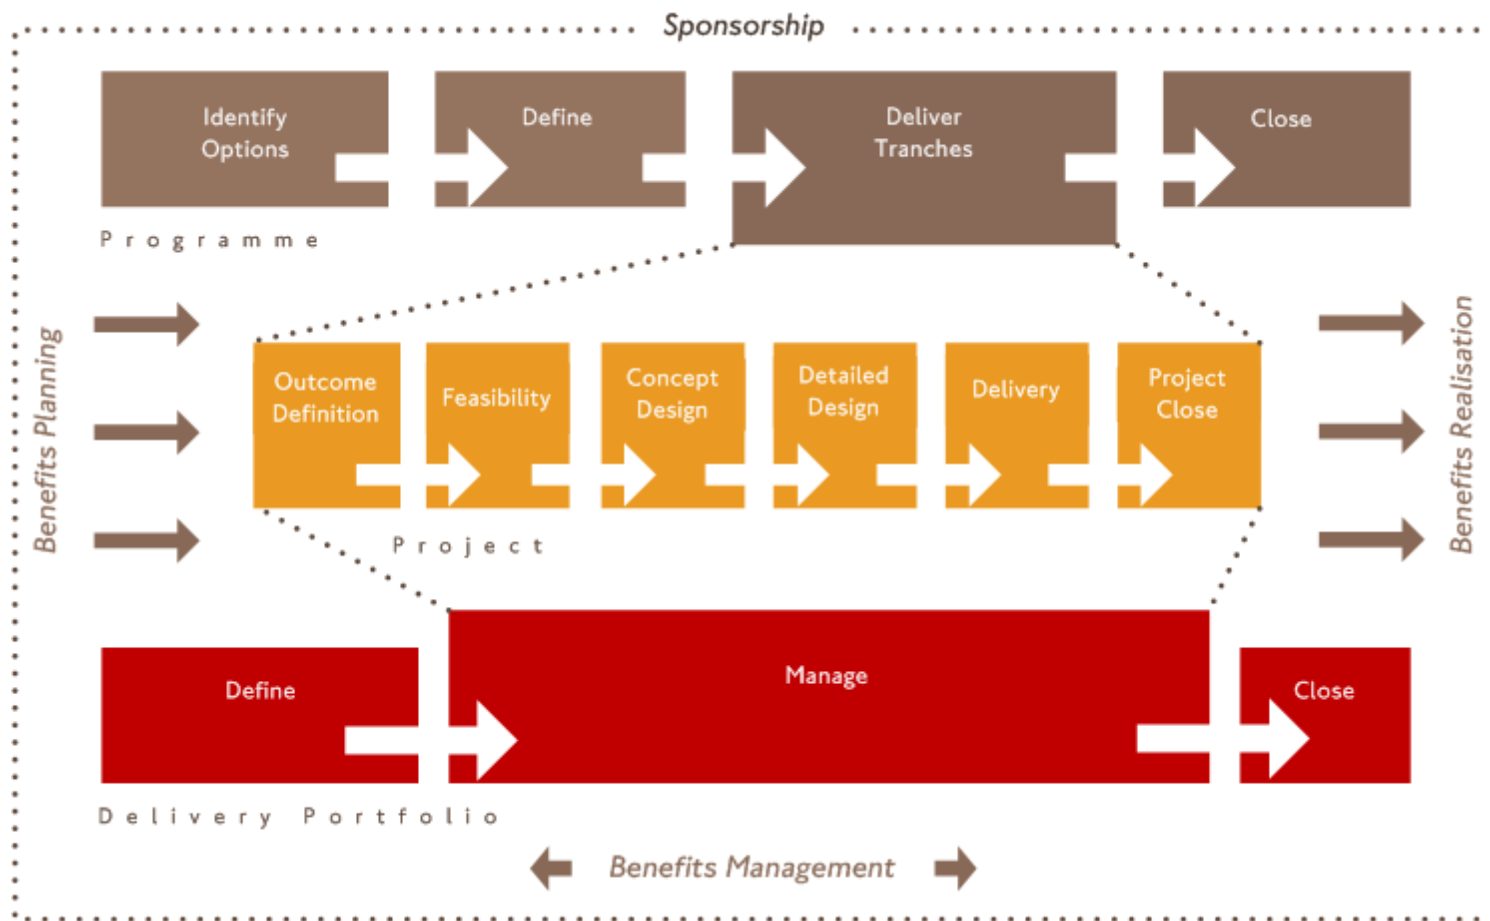 Sponsorship
Identify
Options
Define
Deliver
Tranches
Close
Programme
Benefits Planning
Outcome
Definition
Feasibility
Concept
Design
Detailed
Design
Delivery
Project
Close
Benefits Realisation
Project
Define
Manage
Close
Delivery Portfolio
Benefits Management